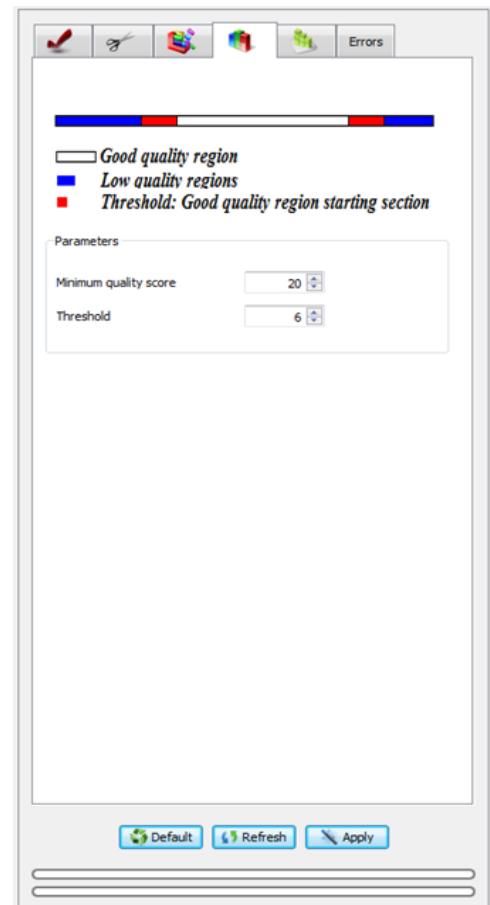 Errors
Good quality region
Low quality regions
Threshold: Good quality region starting section
Parameters
Minimum quality score 20
Threshold 6
Default Refresh Apply